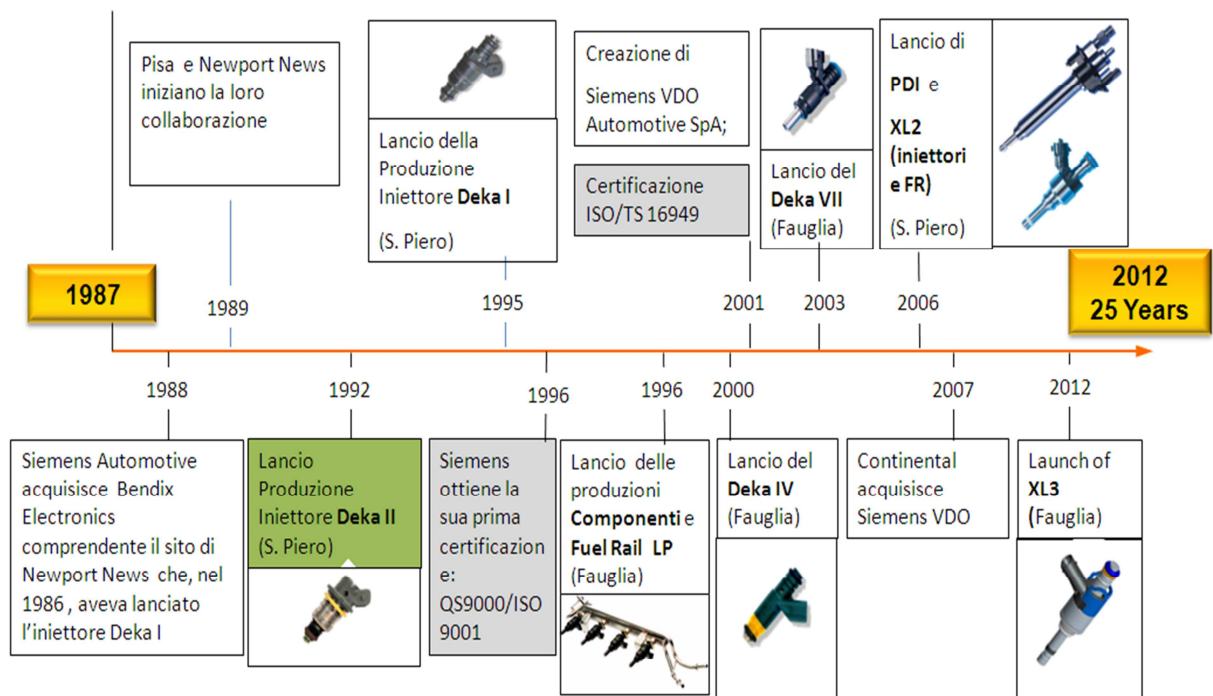 Pisa e Newport News
iniziano la loro
collaborazione
Lancio della
Produzione
Iniettore Deka I
(S. Piero)
Creazione di
Siemens VDO
Automotive SpA;
Certificazione
ISO/TS 16949
Lancio del
Deka VII
(Fauglia)
Lancio di
PDI e
XL2
(iniettori
e FR)
(S. Piero)
1987
1989
1995
2001
2003
2006
2012
25 Years
1988
1992
1996
1996
2000
2007
2012
Siemens Automotive
acquisisce Bendix
Electronics
comprendente il sito di
Newport News che, nel
1986 , aveva lanciato
l’iniettore Deka I
Lancio
Produzione
Iniettore Deka II
(S. Piero)
Siemens
ottiene la
sua prima
certificazion
e:
QS9000/ISO
9001
Lancio delle
produzioni
Componenti e
Fuel Rail LP
(Fauglia)
Lancio del
Deka IV
(Fauglia)
Continental
acquisisce
Siemens VDO
Launch of
XL3
(Fauglia)